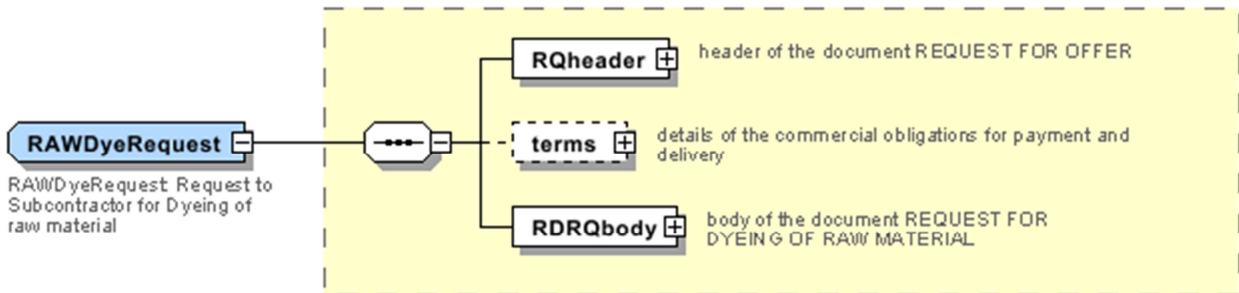 RQheader
header of the document REQUEST FOR OFFER
RAWDyeRequest
terms
details of the commercial obligations for payment and
delivery
RAWDyeRequest: Request to
Subcontractor for Dyeing of
raw material
RDRQbody
body of the document REQUEST FOR
DYEING OF RAW MATERIAL